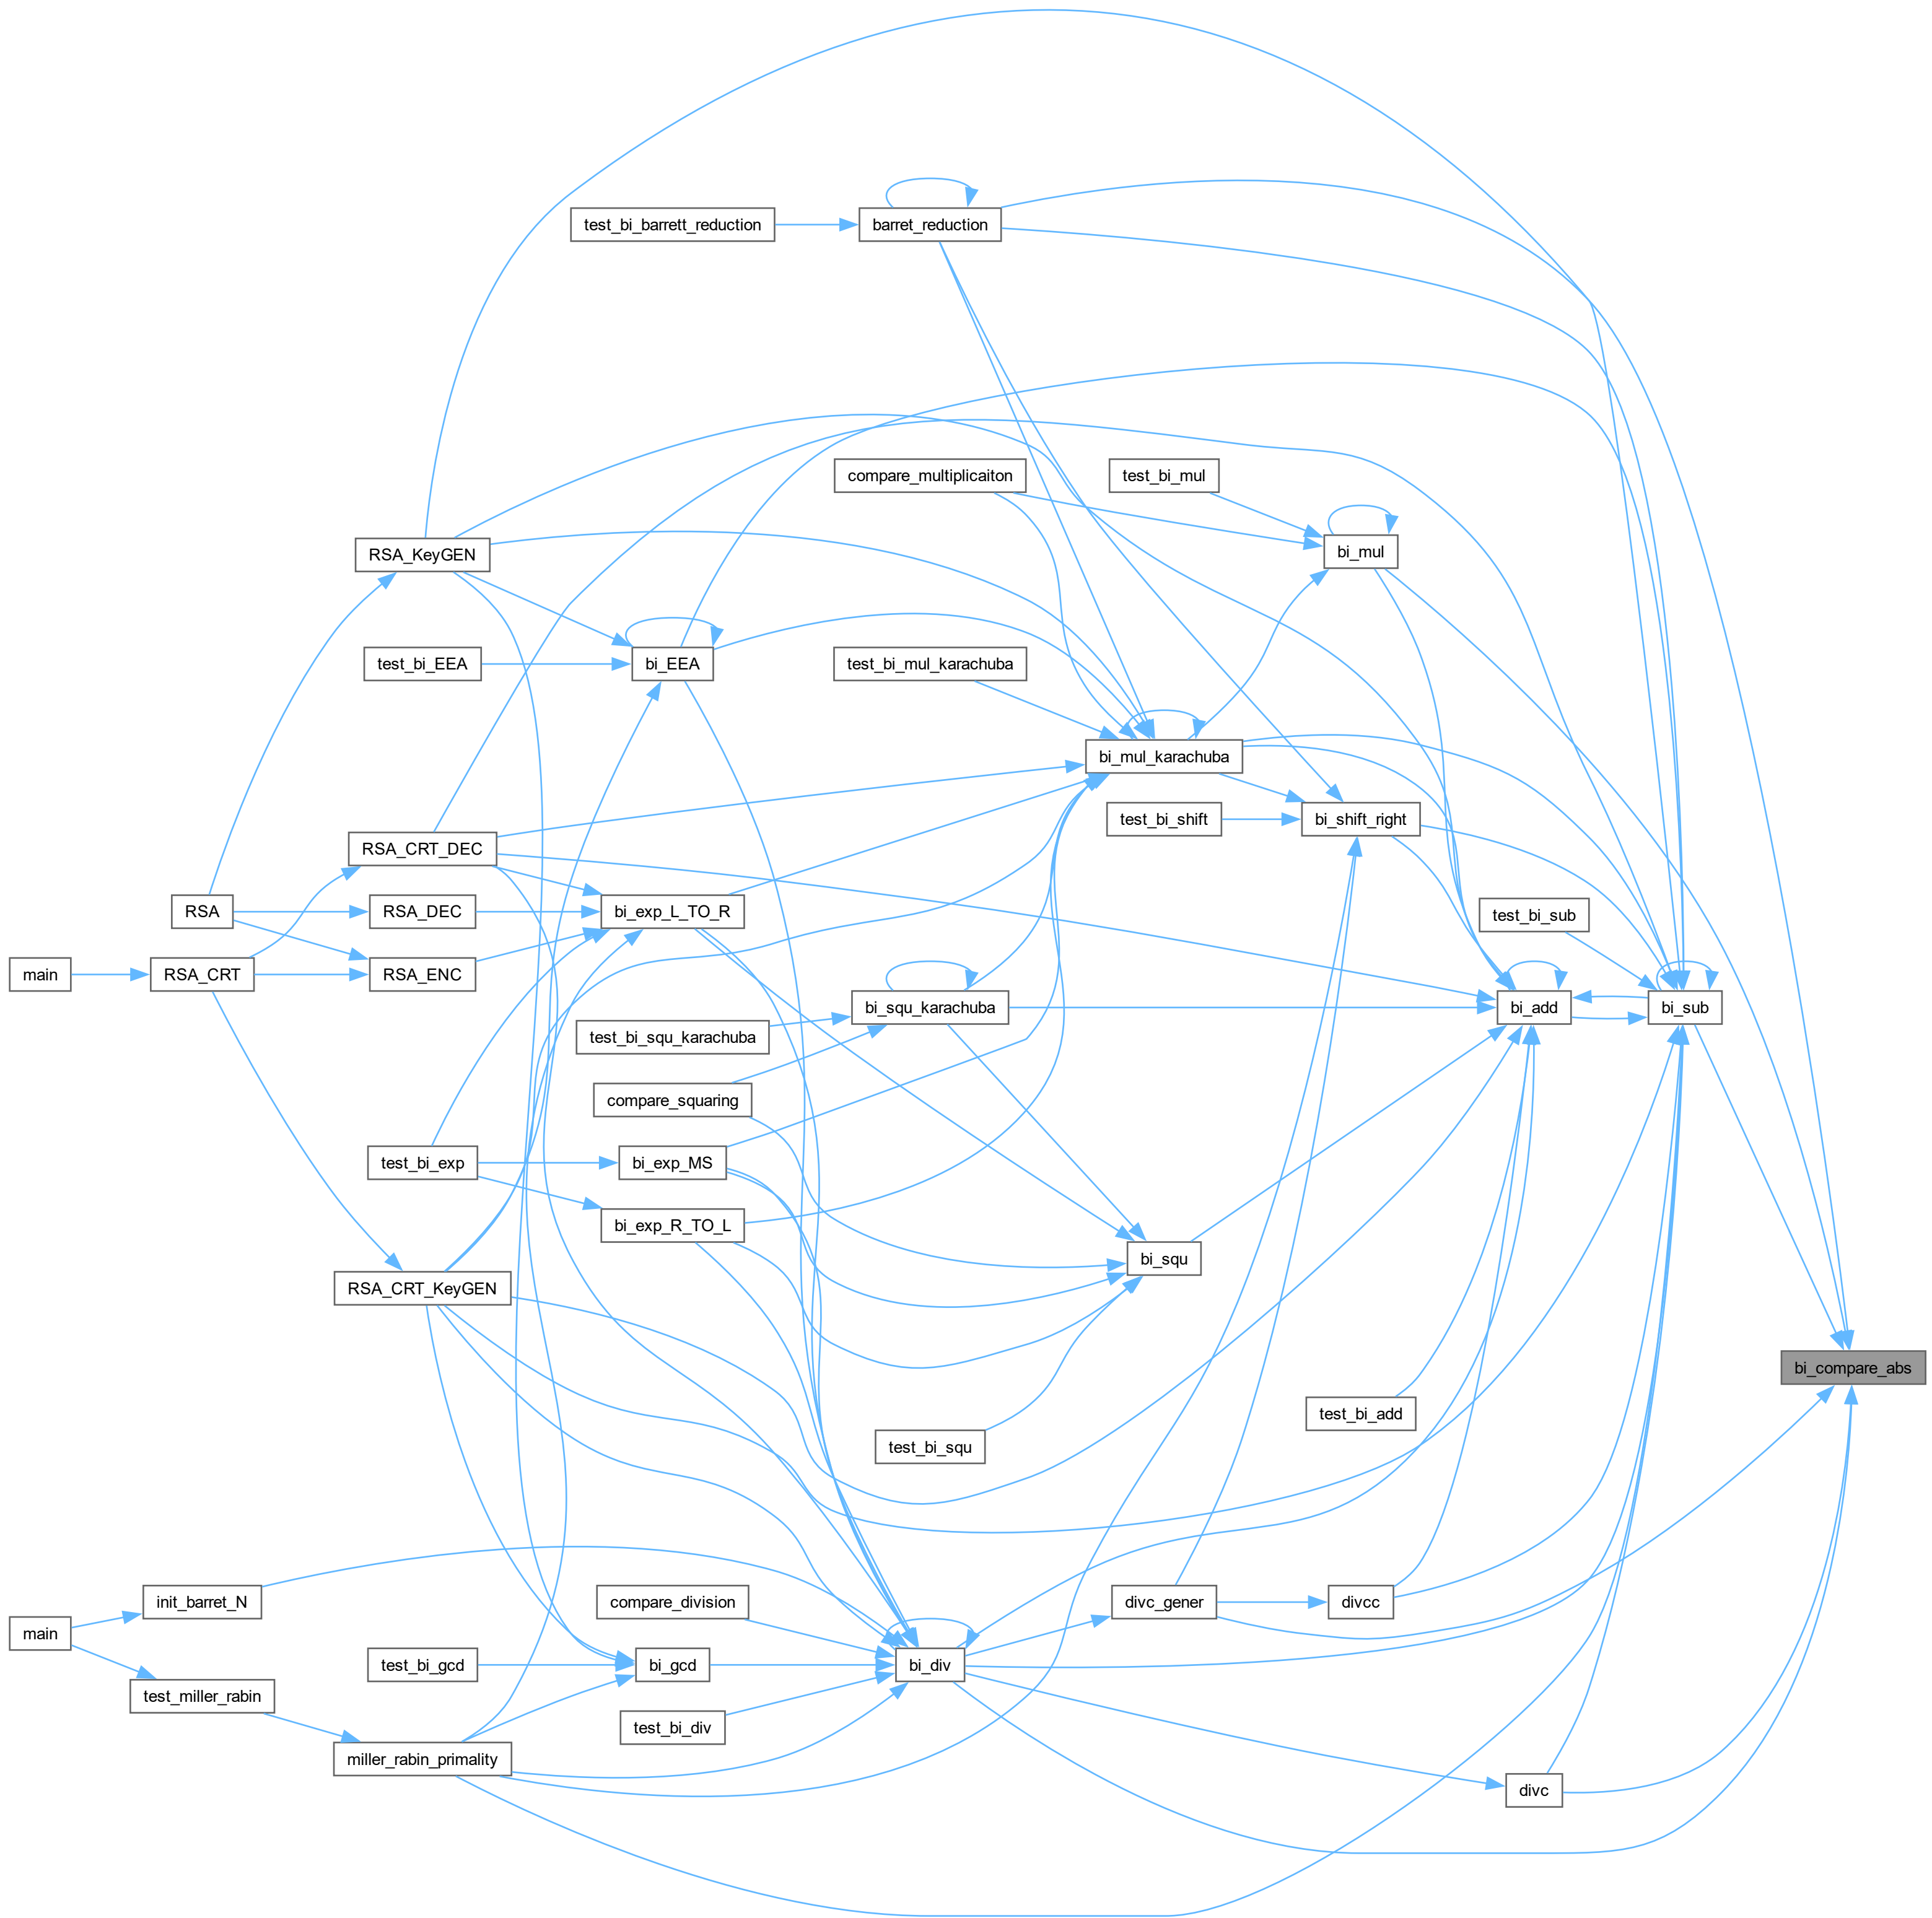 test_bi_barrett_reduction
barret_reduction
compare_multiplicaiton
test_bi_mul
RSA_KeyGEN
bi_mul
test_bi_EEA
bi_EEA
test_bi_mul_karachuba
bi_mul_karachuba
test_bi_shift
bi_shift_right
RSA_CRT_DEC
RSA
RSA_DEC
bi_exp_L_TO_R
test_bi_sub
main
RSA_CRT
RSA_ENC
bi_squ_karachuba
bi_add
bi_sub
test_bi_squ_karachuba
compare_squaring
test_bi_exp
bi_exp_MS
bi_exp_R_TO_L
bi_squ
RSA_CRT_KeyGEN
bi_compare_abs
test_bi_add
test_bi_squ
init_barret_N
compare_division
divc_gener
divcc
main
test_bi_gcd
bi_gcd
bi_div
test_miller_rabin
test_bi_div
miller_rabin_primality
divc